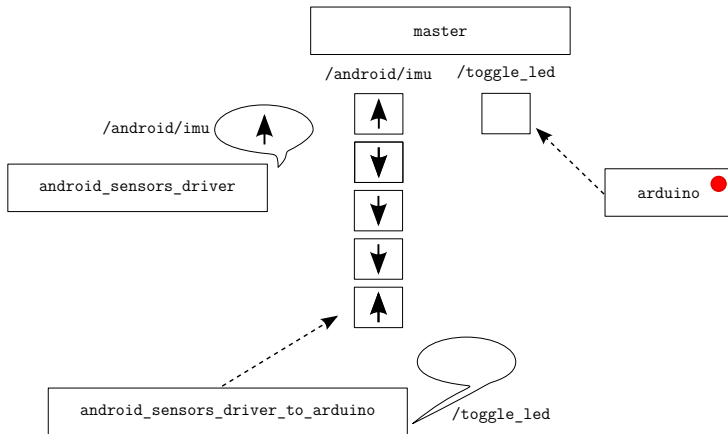 master
/android/imu
/toggle_led
/android/imu
android_sensors_driver
arduino
android_sensors_driver_to_arduino
/toggle_led